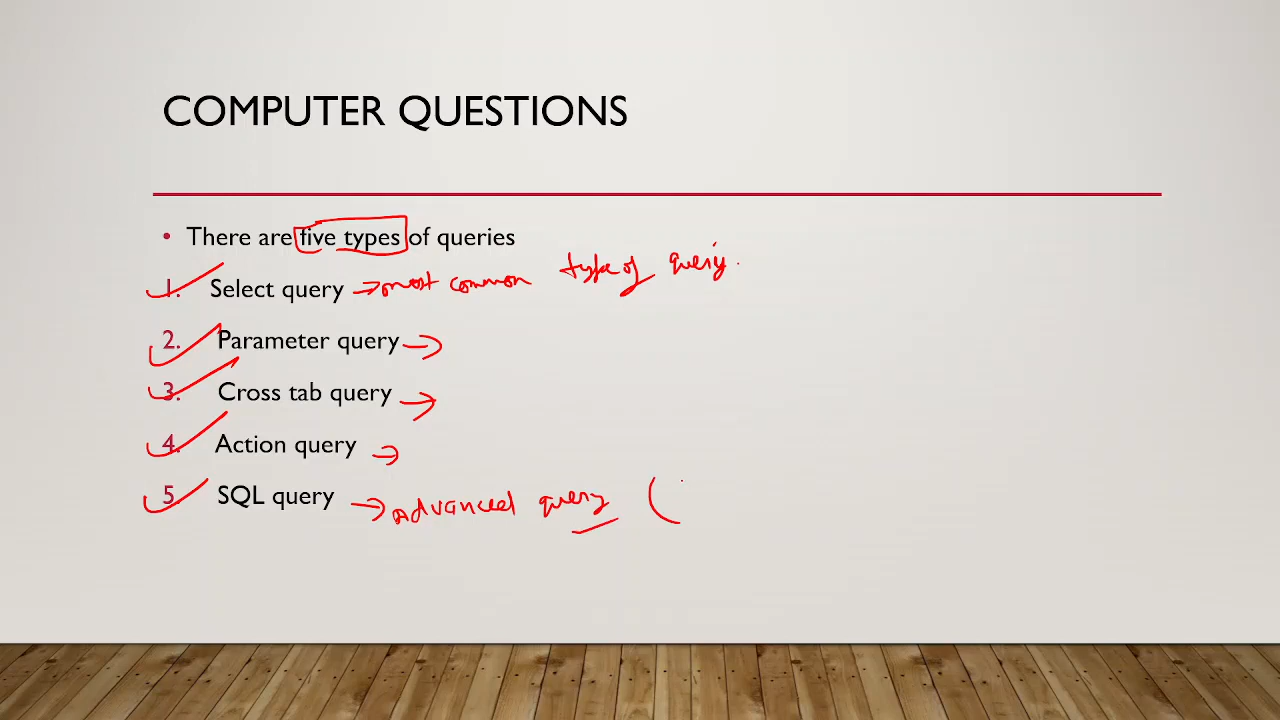 COMPUTER QUESTIONS
• There are five types of queries
1. Select query → most common type of query.
2. Parameter query →
3. Cross tab query →
4. Action query →
5. SQL query → Advanced query (